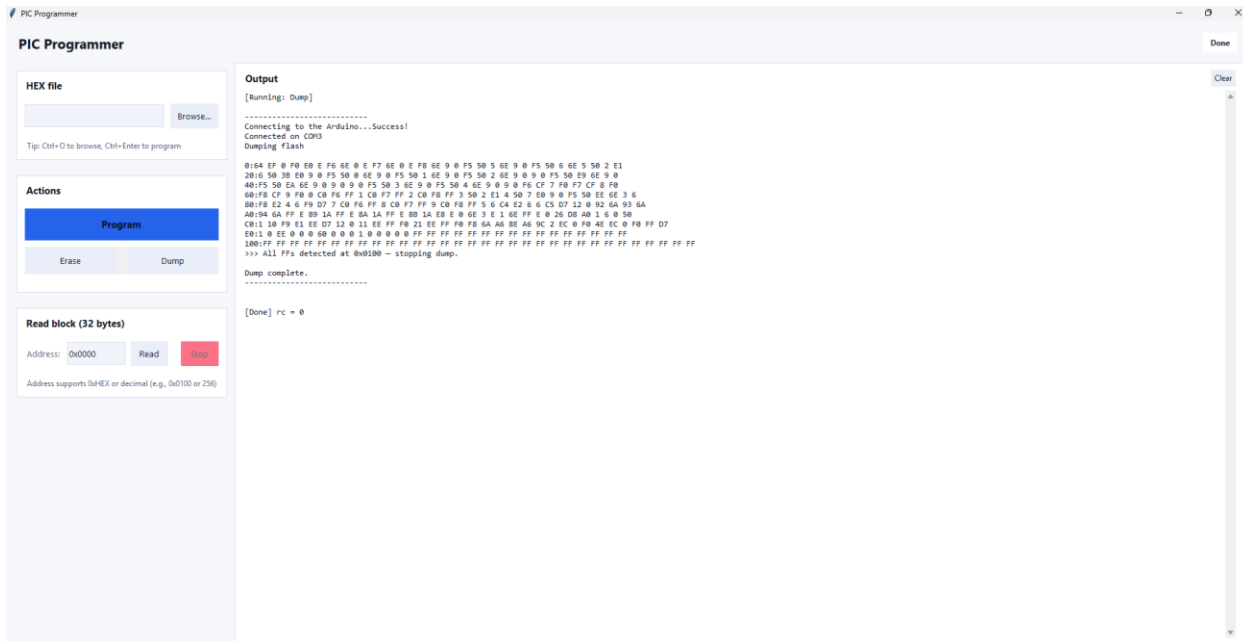 PIC Programmer
PIC Programmer
Done
HEX file
Browse...
Tip: Ctrl+O to browse, Ctrl+Enter to program
Actions
Program
Erase
Dump
Read block (32 bytes)
Address:
0x0000
Read
Stop
Address supports 0xHEX or decimal (e.g., 0x0100 or 256)
Output
Clear
[Running: Dump]
---------------------------
Connecting to the Arduino...Success!
Connected on COM3
Dumping flash
0:64 EF 0 F0 E0 E F6 6E 0 E F7 6E 0 E F8 6E 9 0 F5 50 5 6E 9 0 F5 50 6 6E 5 50 2 E1
20:6 50 3B E0 9 0 F5 50 0 6E 9 0 F5 50 1 6E 9 0 F5 50 2 6E 9 0 9 0 F5 50 E9 6E 9 0
40:F5 50 EA 6E 9 0 9 0 9 0 F5 50 3 6E 9 0 F5 50 4 6E 9 0 9 0 F6 CF 7 F0 F7 CF 8 F0
60:F8 CF 9 F0 0 C0 F6 FF 1 C0 F7 FF 2 C0 F8 FF 3 50 2 E1 4 50 7 E0 9 0 F5 50 EE 6E 3 6
80:F8 E2 4 6 F9 D7 7 C0 F6 FF 8 C0 F7 FF 9 C0 F8 FF 5 6 C4 E2 6 6 C5 D7 12 0 92 6A 93 6A
A0:94 6A FF E 89 1A FF E 8A 1A FF E 8B 1A E8 E 0 6E 3 E 1 6E FF E 0 26 D8 A0 1 6 0 50
C0:1 10 F9 E1 EE D7 12 0 11 EE FF F0 21 EE FF F0 F8 6A A6 8E A6 9C 2 EC 0 F0 4E EC 0 F0 FF D7
E0:1 0 EE 0 0 0 60 0 0 0 1 0 0 0 0 0 FF FF FF FF FF FF FF FF FF FF FF FF FF FF FF FF
100:FF FF FF FF FF FF FF FF FF FF FF FF FF FF FF FF FF FF FF FF FF FF FF FF FF FF FF FF FF FF FF FF
>>> All FFs detected at 0x0100 — stopping dump.
Dump complete.
---------------------------
[Done] rc = 0